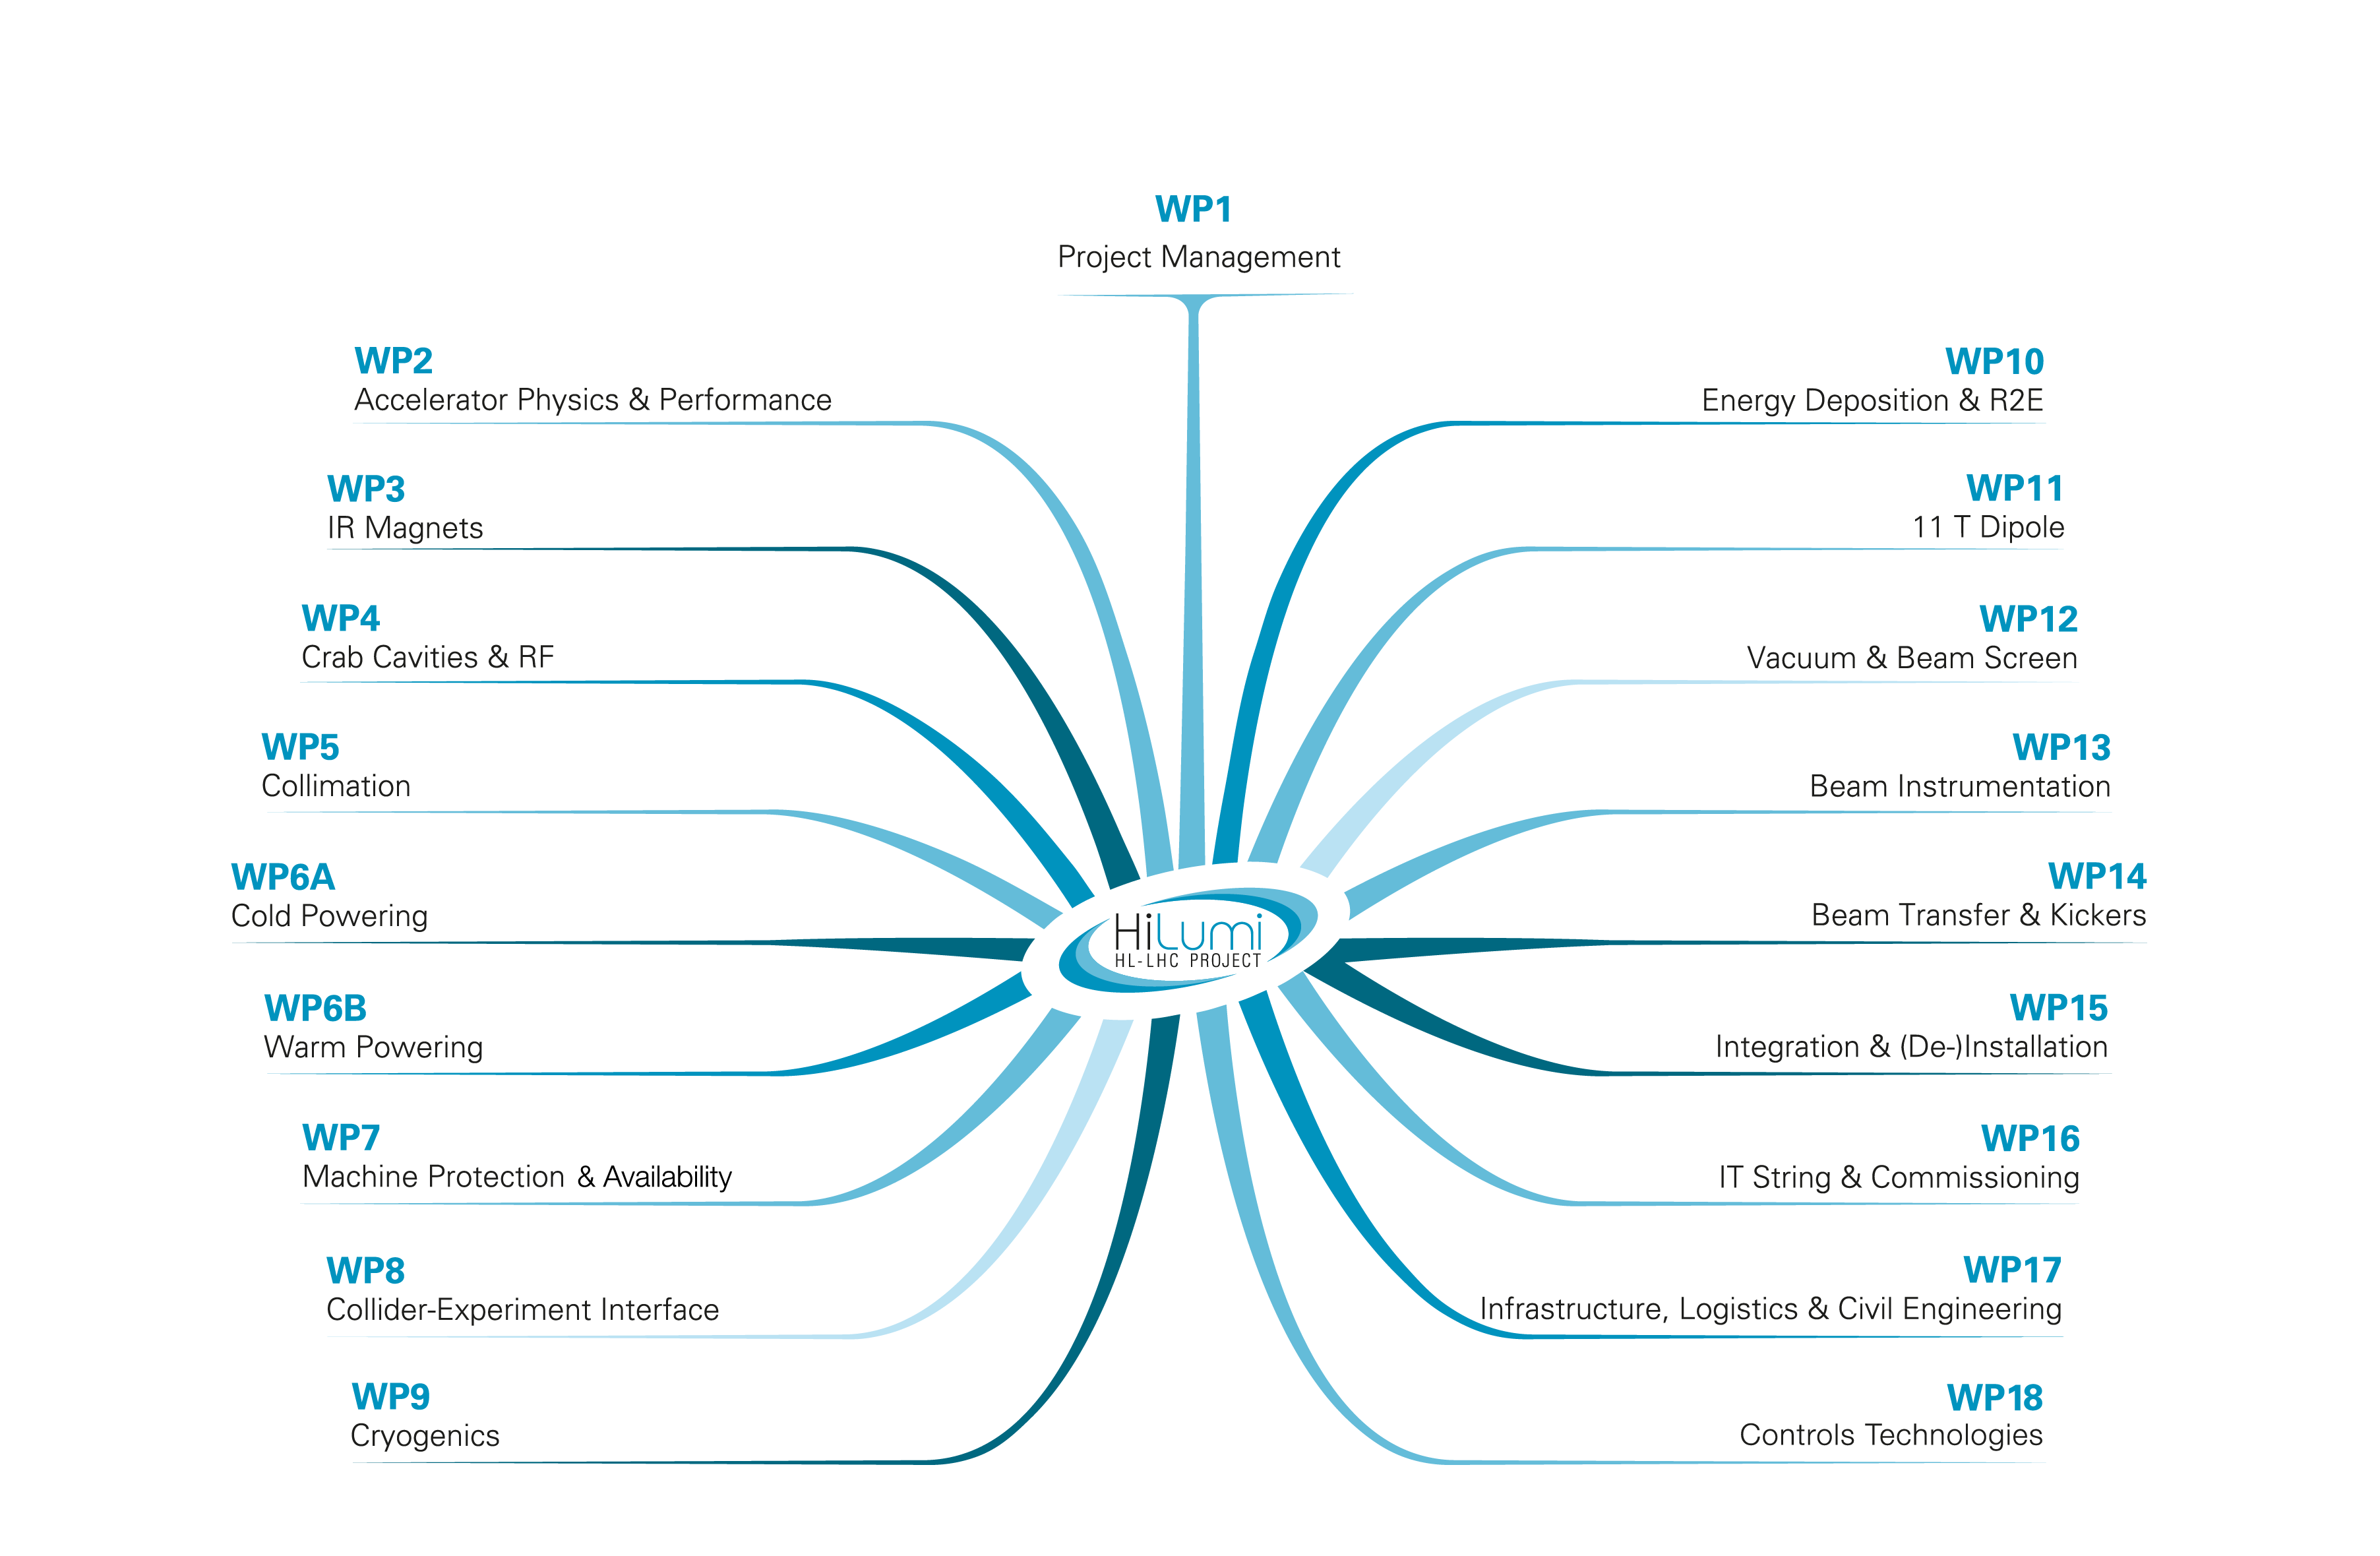 WP1
Project Management
WP2
Accelerator Physics & Performance
WP3
IR Magnets
WP4
Crab Cavities & RF
WP5
Collimation
WP6A
Cold Powering
WP6B
Warm Powering
WP7
Machine Protection & Availability
WP8
Collider-Experiment Interface
WP9
Cryogenics
HiLumi
HL-LHC PROJECT
WP10
Energy Deposition & R2E
WP11
11 T Dipole
WP12
Vacuum & Beam Screen
WP13
Beam Instrumentation
WP14
Beam Transfer & Kickers
WP15
Integration & (De-)Installation
WP16
IT String & Commissioning
WP17
Infrastructure, Logistics & Civil Engineering
WP18
Controls Technologies